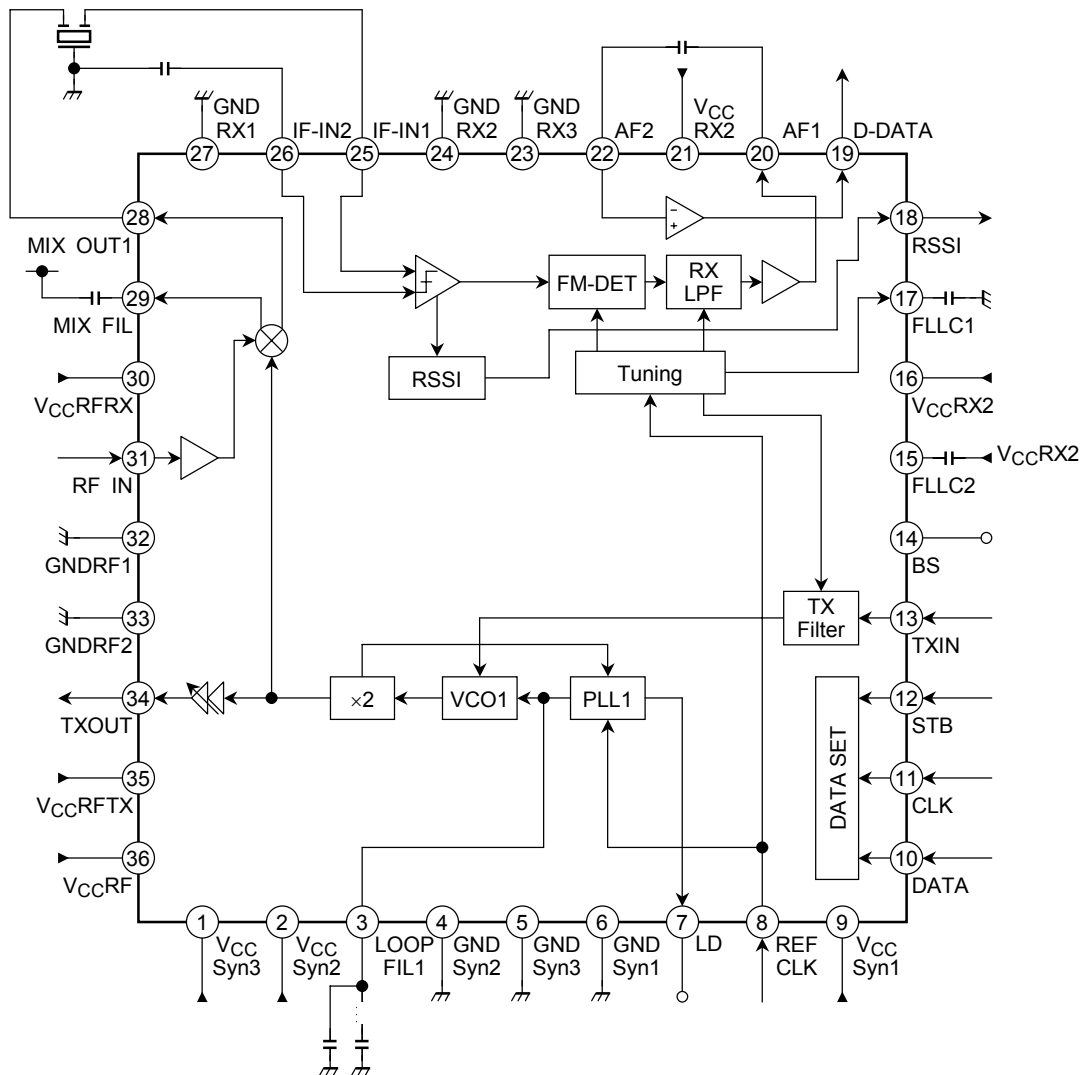 GND
RX1
IF-IN2
IF-IN1
GND
RX2
GND
RX3
AF2
VCC
RX2
AF1
D-DATA
27
26
25
24
23
22
21
20
19
28
MIX OUT1
29
MIX FIL
30
VCCRFRX
31
RF IN
32
GNDRF1
33
GNDRF2
34
TXOUT
35
VCCRFTX
36
VCCRF
− +
FM-DET
RX
LPF
RSSI
Tuning
TX
Filter
×2
VCO1
PLL1
DATA SET
18
RSSI
17
FLLC1
16
VCCRX2
15
VCCRX2
FLLC2
14
BS
13
TXIN
12
STB
11
CLK
10
DATA
1
2
3
4
5
6
7
8
9
VCC
Syn3
VCC
Syn2
LOOP
FIL1
GND
Syn2
GND
Syn3
GND
Syn1
LD
REF
CLK
VCC
Syn1